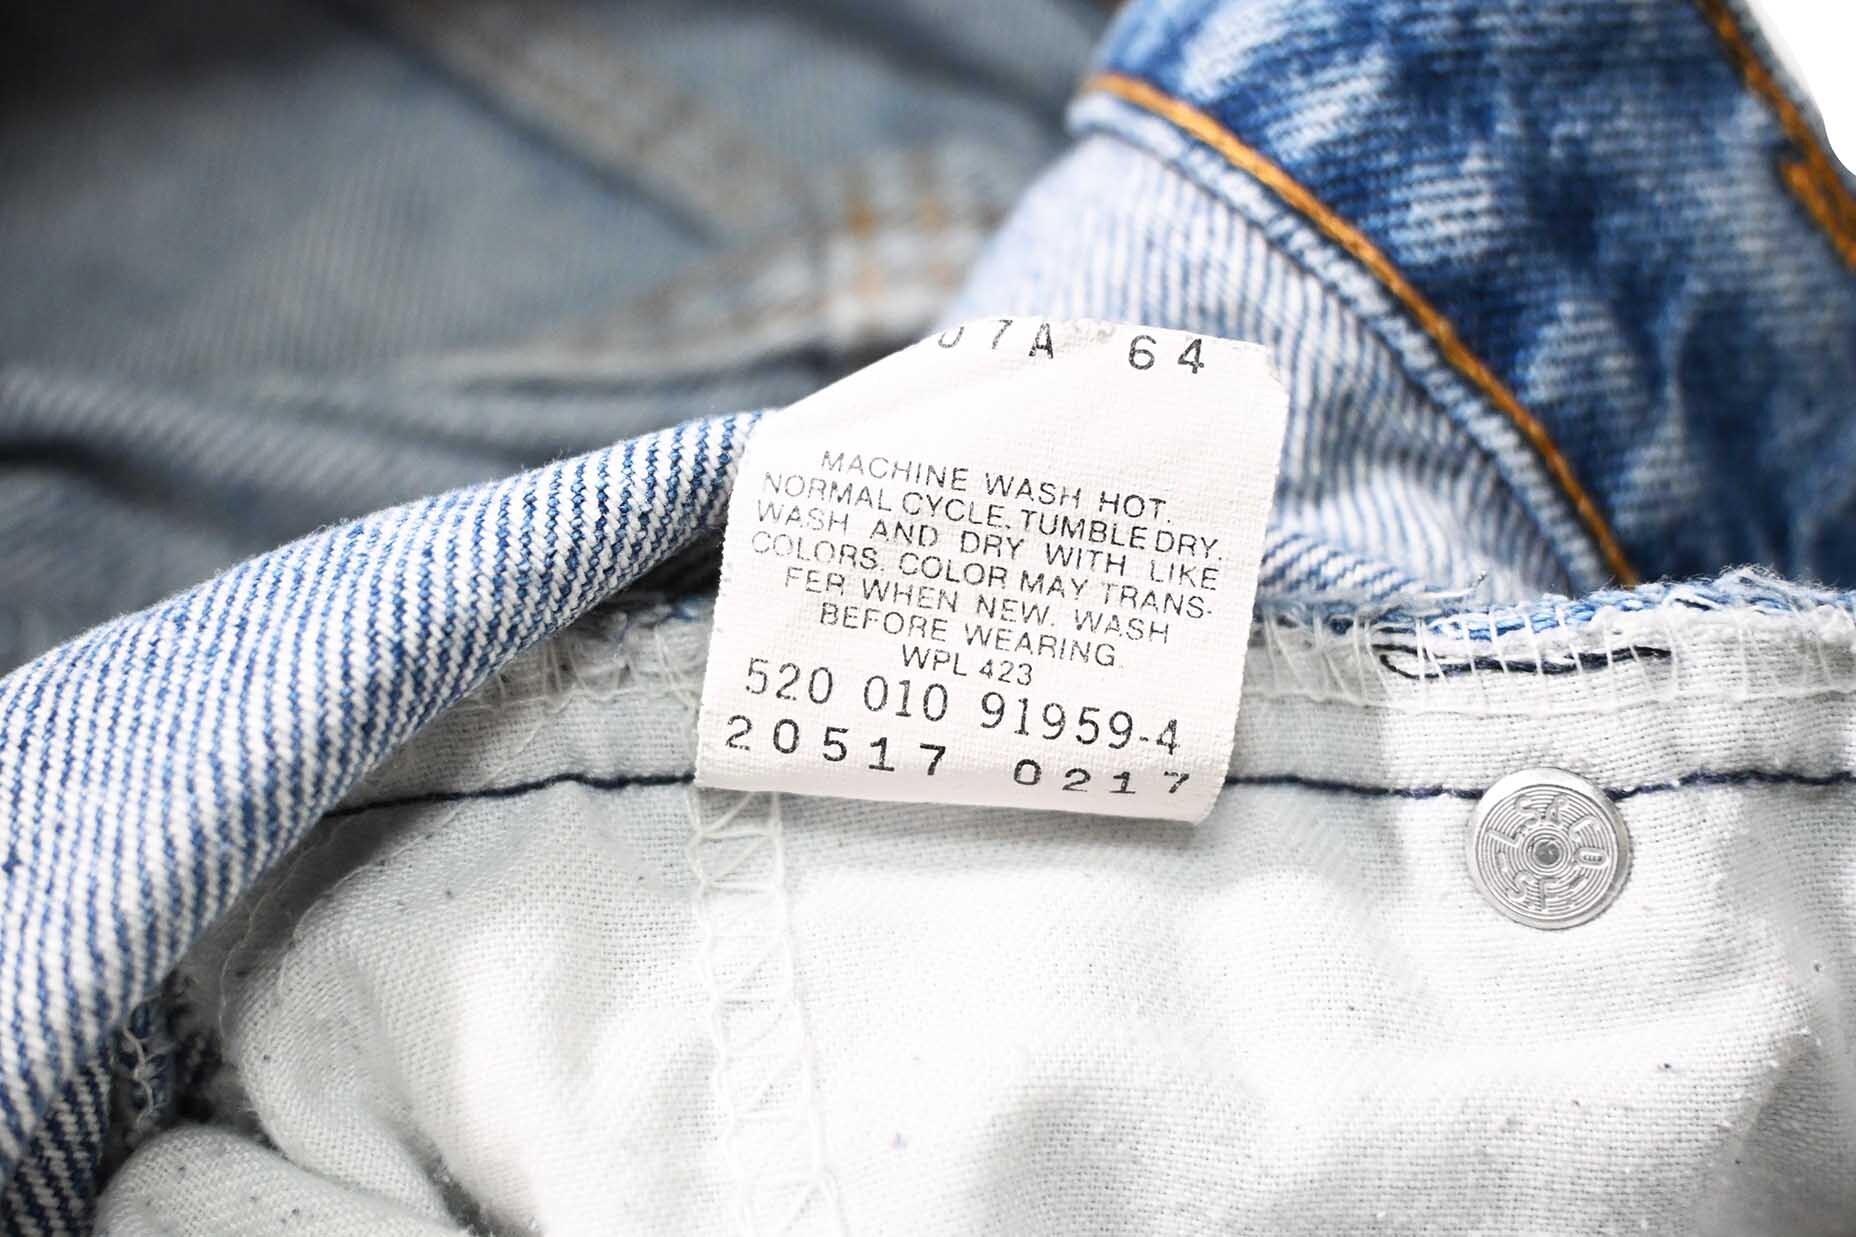 07A 64
MACHINE WASH HOT.
NORMAL CYCLE. TUMBLE DRY.
WASH AND DRY WITH LIKE
COLORS. COLOR MAY TRANS-
FER WHEN NEW. WASH
BEFORE WEARING.
WPL 423
520 010 91959-4
20517 0217